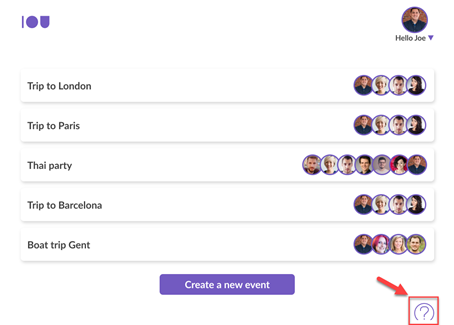 IOU
Hello Joe ▼
Trip to London
Trip to Paris
Thai party
Trip to Barcelona
Boat trip Gent
Create a new event
?